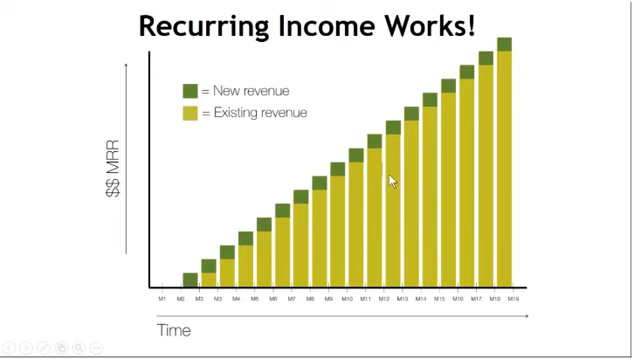 Recurring Income Works!
= New revenue
= Existing revenue
$$ MRR
M1 M2 M3 M3 M4 M5 M6 M7 M8 M9 M10 M11 M12 M13 M14 M15 M16 M17 M18 M19
Time